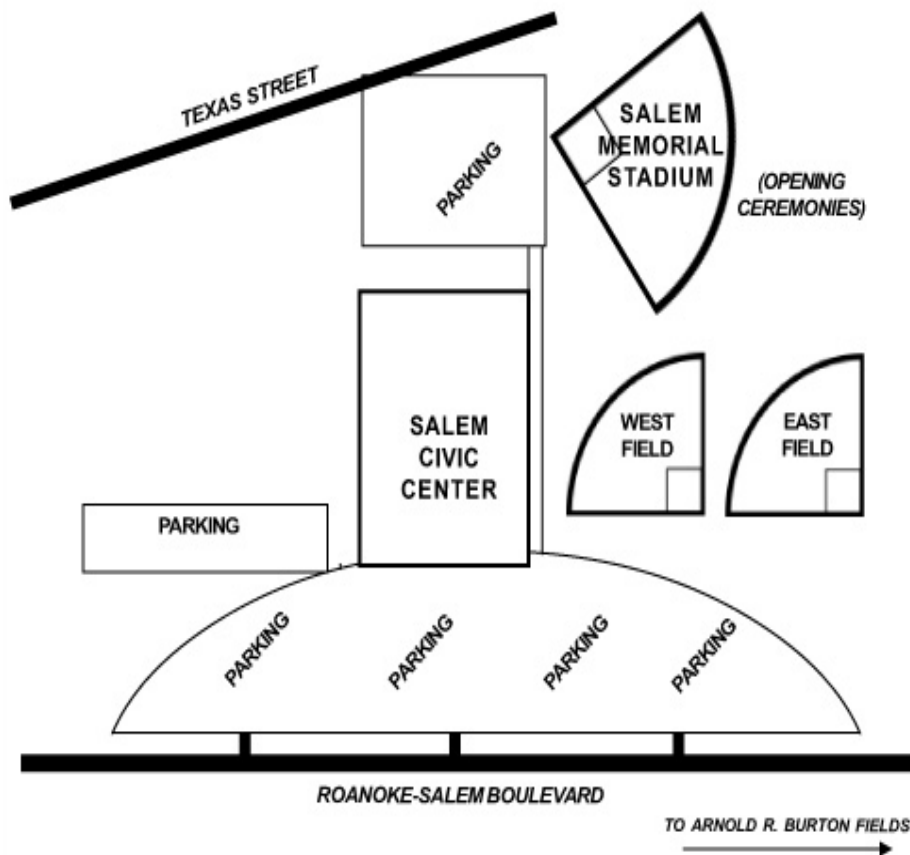 TEXAS STREET
PARKING
SALEM
MEMORIAL
STADIUM
(OPENING
CEREMONIES)
SALEM
CIVIC
CENTER
WEST
FIELD
EAST
FIELD
PARKING
PARKING
PARKING
PARKING
PARKING
ROANOKE-SALEM BOULEVARD
TO ARNOLD R. BURTON FIELDS